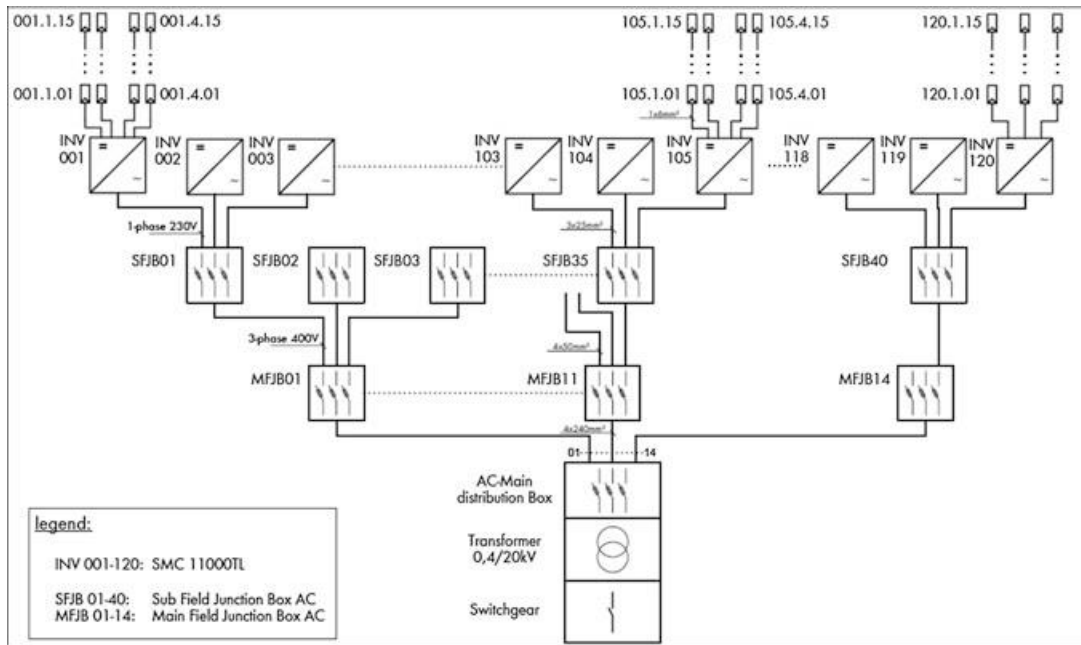 001.1.15
001.4.15
105.1.15
105.4.15
120.1.15
001.1.01
001.4.01
105.1.01
105.4.01
120.1.01
1x6mm²
INV 001
INV 002
INV 003
INV 103
INV 104
INV 105
INV 118
INV 119
INV 120
1-phase 230V
3x25mm²
SFJB01
SFJB02
SFJB03
SFJB35
SFJB40
3-phase 400V
4x50mm²
MFJB01
MFJB11
MFJB14
4x240mm²
01
14
AC-Main
distribution Box
Transformer
0,4/20kV
Switchgear
legend:
INV 001-120: SMC 11000TL
SFJB 01-40: Sub Field Junction Box AC
MFJB 01-14: Main Field Junction Box AC